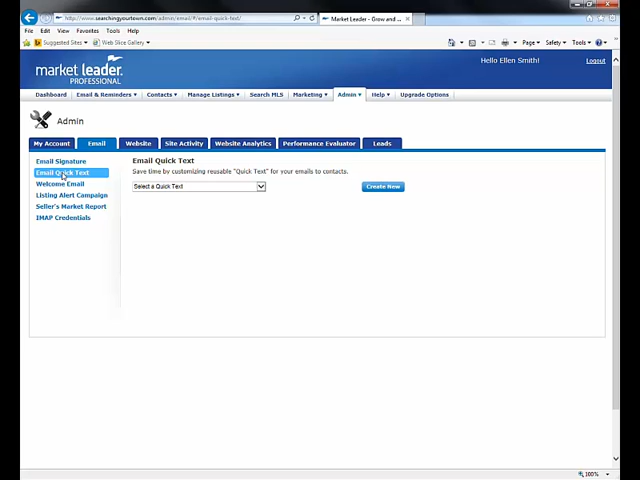 http://www.searchingyourtown.com/admin/email/#/email-quick-text/
Market Leader - Grow and ...
File Edit View Favorites Tools Help
Suggested Sites Web Slice Gallery
Page Safety Tools
market leader.
PROFESSIONAL
Hello Ellen Smith!
Logout
Dashboard Email & Reminders Contacts Manage Listings Search MLS Marketing Admin Help Upgrade Options
Admin
My Account Email Website Site Activity Website Analytics Performance Evaluator Leads
Email Signature
Email Quick Text
Welcome Email
Listing Alert Campaign
Seller's Market Report
IMAP Credentials
Email Quick Text
Save time by customizing reusable "Quick Text" for your emails to contacts.
Select a Quick Text
Create New
100%